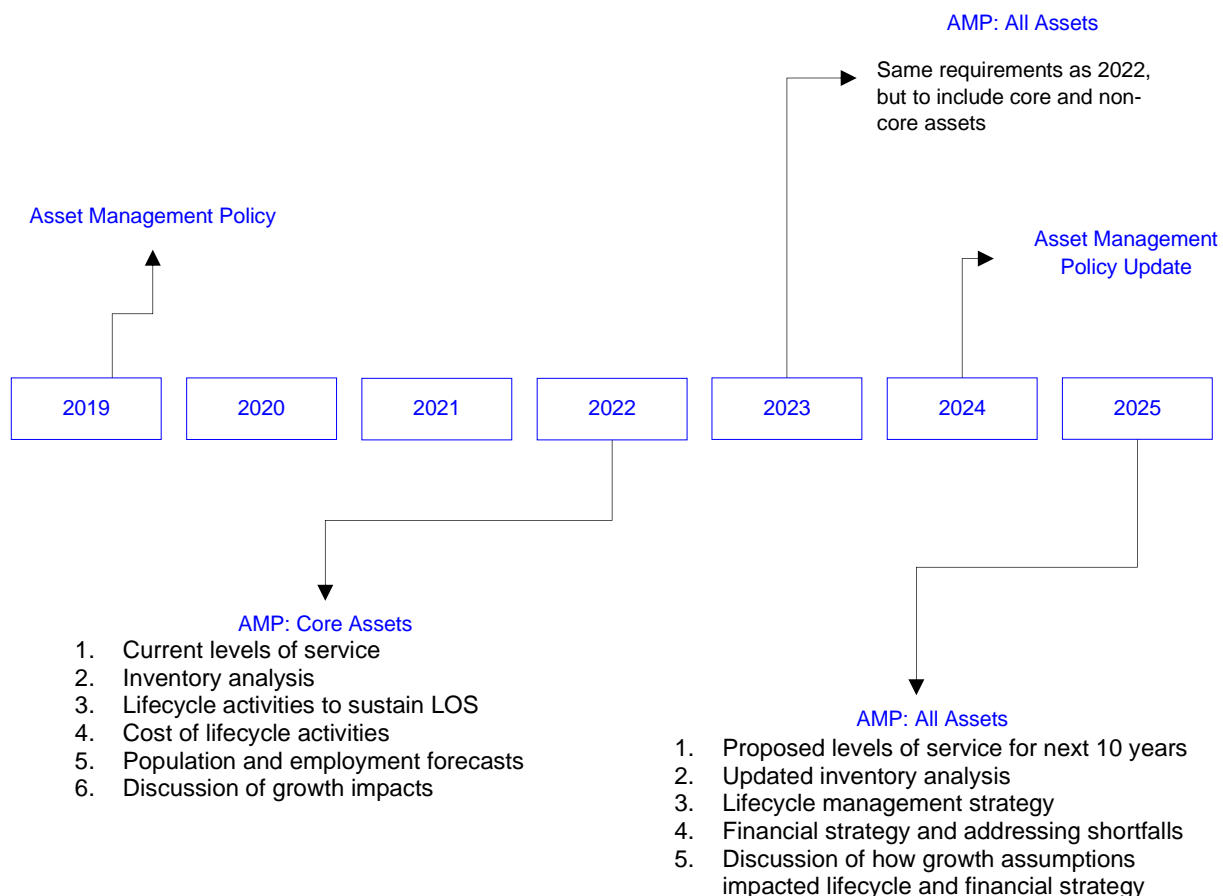 AMP: All Assets
Same requirements as 2022,
but to include core and non-
core assets
Asset Management Policy
Asset Management
Policy Update
2019
2020
2021
2022
2023
2024
2025
AMP: Core Assets
1. Current levels of service
2. Inventory analysis
3. Lifecycle activities to sustain LOS
4. Cost of lifecycle activities
5. Population and employment forecasts
6. Discussion of growth impacts
AMP: All Assets
1. Proposed levels of service for next 10 years
2. Updated inventory analysis
3. Lifecycle management strategy
4. Financial strategy and addressing shortfalls
5. Discussion of how growth assumptions
impacted lifecycle and financial strategy